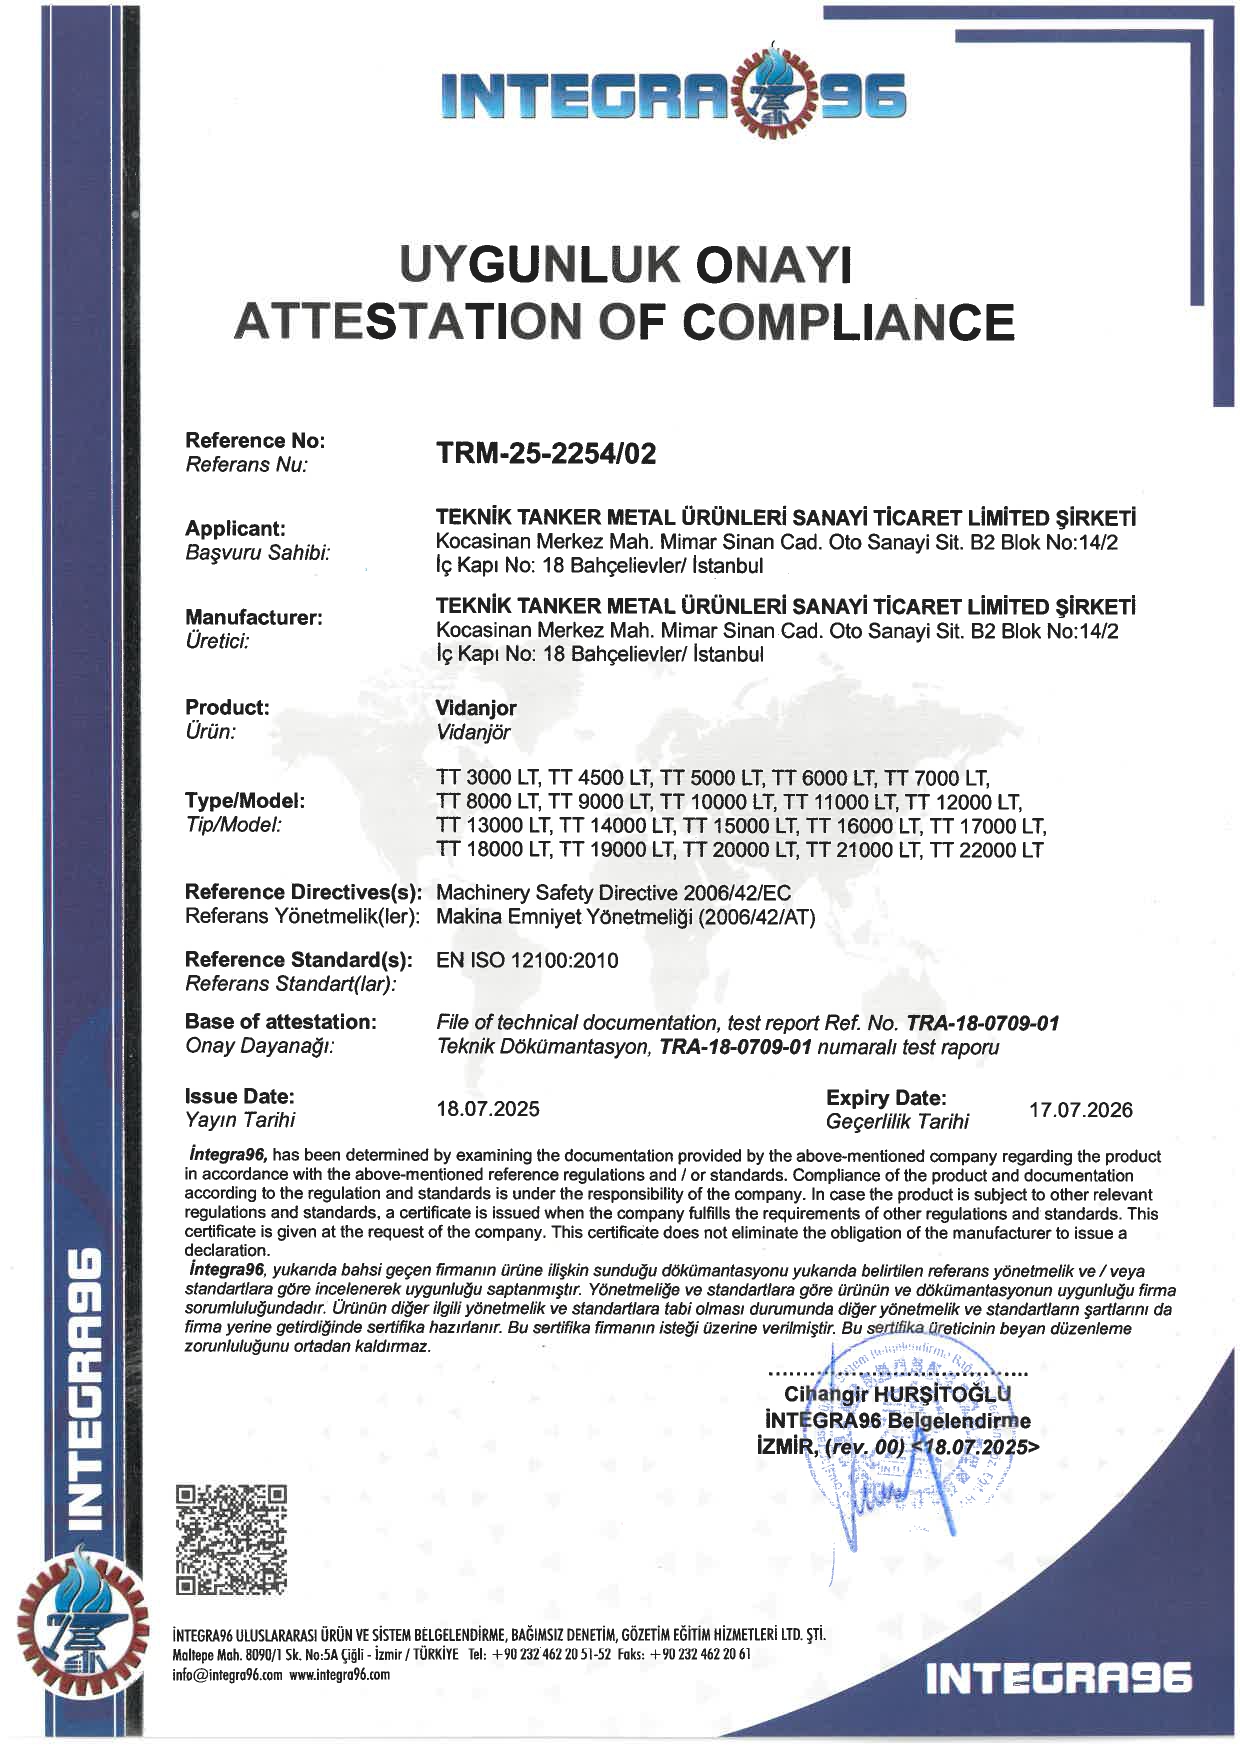 INTEGRA96
UYGUNLUK ONAYI
ATTESTATION OF COMPLIANCE
Reference No:
Referans Nu:
TRM-25-2254/02
Applicant:
Başvuru Sahibi:
TEKNİK TANKER METAL ÜRÜNLERİ SANAYİ TİCARET LİMİTED ŞİRKETİ
Kocasinan Merkez Mah. Mimar Sinan Cad. Oto Sanayi Sit. B2 Blok No:14/2
İç Kapı No: 18 Bahçelievler/ İstanbul
Manufacturer:
Üretici:
TEKNİK TANKER METAL ÜRÜNLERİ SANAYİ TİCARET LİMİTED ŞİRKETİ
Kocasinan Merkez Mah. Mimar Sinan Cad. Oto Sanayi Sit. B2 Blok No:14/2
İç Kapı No: 18 Bahçelievler/ İstanbul
Product:
Ürün:
Vidanjor
Vidanjör
Type/Model:
Tip/Model:
TT 3000 LT, TT 4500 LT, TT 5000 LT, TT 6000 LT, TT 7000 LT,
TT 8000 LT, TT 9000 LT, TT 10000 LT, TT 11000 LT, TT 12000 LT,
TT 13000 LT, TT 14000 LT, TT 15000 LT, TT 16000 LT, TT 17000 LT,
TT 18000 LT, TT 19000 LT, TT 20000 LT, TT 21000 LT, TT 22000 LT
Reference Directives(s): Machinery Safety Directive 2006/42/EC
Referans Yönetmelik(ler): Makina Emniyet Yönetmeliği (2006/42/AT)
Reference Standard(s): EN ISO 12100:2010
Referans Standart(lar):
Base of attestation: File of technical documentation, test report Ref. No. TRA-18-0709-01
Onay Dayanağı: Teknik Dökümantasyon, TRA-18-0709-01 numaralı test raporu
Issue Date:
Yayın Tarihi
18.07.2025
Expiry Date:
Geçerlilik Tarihi
17.07.2026
İntegra96, has been determined by examining the documentation provided by the above-mentioned company regarding the product
in accordance with the above-mentioned reference regulations and / or standards. Compliance of the product and documentation
according to the regulation and standards is under the responsibility of the company. In case the product is subject to other relevant
regulations and standards, a certificate is issued when the company fulfills the requirements of other regulations and standards. This
certificate is given at the request of the company. This certificate does not eliminate the obligation of the manufacturer to issue a
declaration.
İntegra96, yukarıda bahsi geçen firmanın ürüne ilişkin sunduğu dökümantasyonu yukarıda belirtilen referans yönetmelik ve / veya
standartlara göre incelenerek uygunluğu saptanmıştır. Yönetmeliğe ve standartlara göre ürünün ve dökümantasyonun uygunluğu firma
sorumluluğundadır. Ürünün diğer ilgili yönetmelik ve standartlara tabi olması durumunda diğer yönetmelik ve standartların şartlarını da
firma yerine getirdiğinde sertifika hazırlanır. Bu sertifika firmanın isteği üzerine verilmiştir. Bu sertifika üreticinin beyan düzenleme
zorunluluğunu ortadan kaldırmaz.
Cihangir HURŞİTOĞLU
İNTEGRA96 Belgelendirme
İZMİR, (rev. 00) <18.07.2025>
INTEGRA96
İNTEGRA96 ULUSLARARASI ÜRÜN VE SİSTEM BELGELENDİRME, BAĞIMSIZ DENETİM, GÖZETİM EĞİTİM HİZMETLERİ LTD. ŞTİ.
Maltepe Mah. 8090/1 Sk. No:5A Çiğli - İzmir / TÜRKİYE Tel: +90 232 462 20 51-52 Faks: +90 232 462 20 61
info@integra96.com www.integra96.com
INTEGRA96